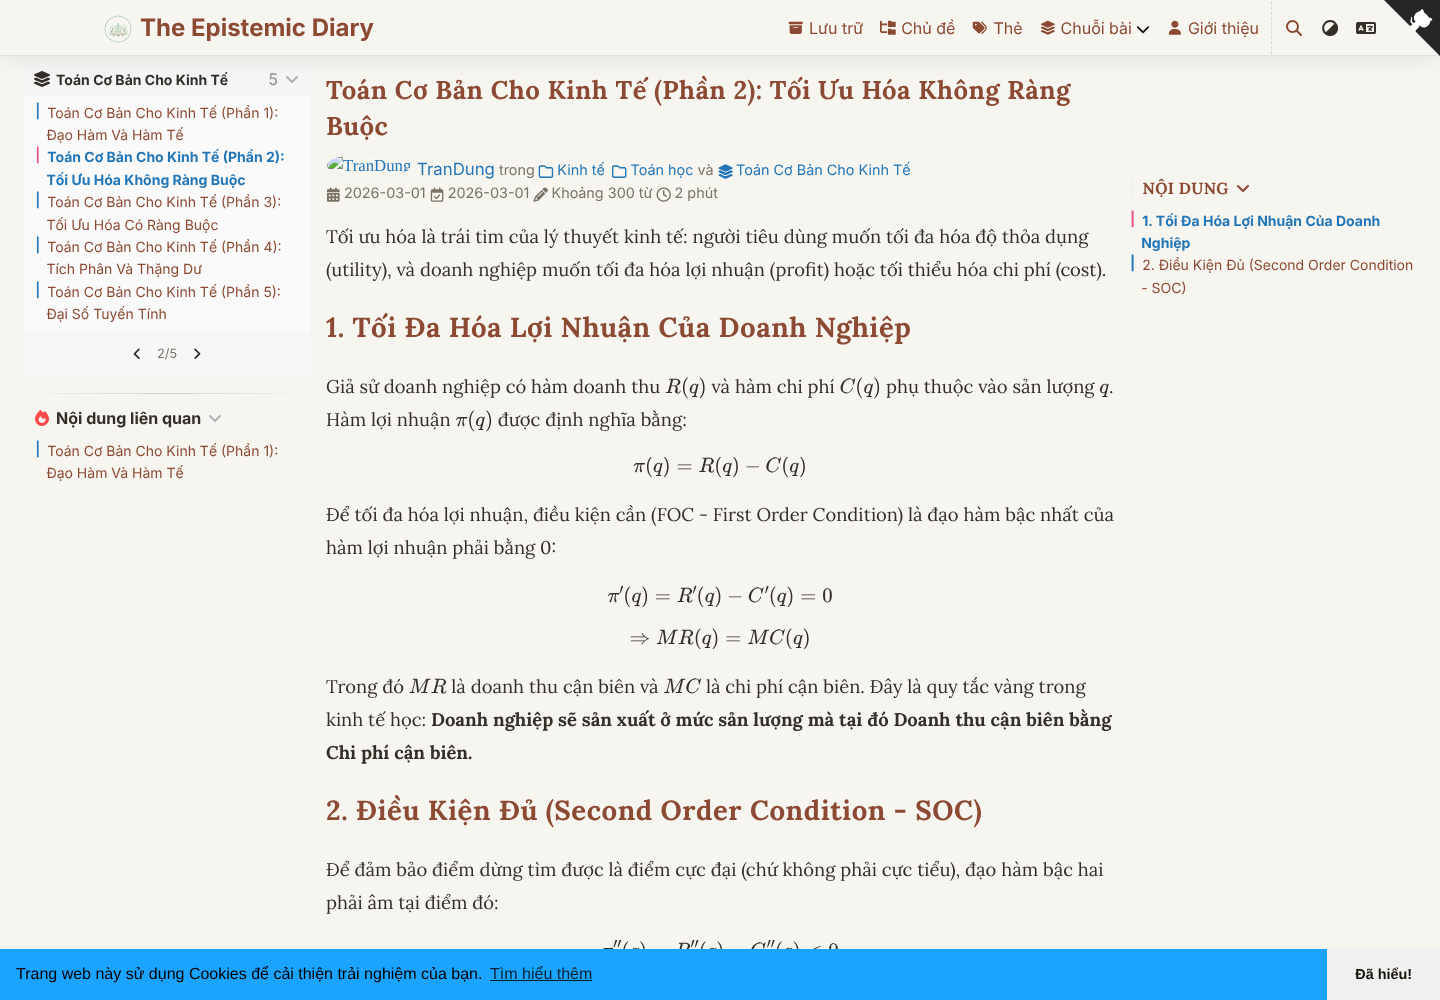 The Epistemic Diary
Lưu trữ Chủ đề Thẻ Chuỗi bài Giới thiệu
Toán Cơ Bản Cho Kinh Tế 5
Toán Cơ Bản Cho Kinh Tế (Phần 1):
Đạo Hàm Và Hàm Tế
Toán Cơ Bản Cho Kinh Tế (Phần 2):
Tối Ưu Hóa Không Ràng Buộc
Toán Cơ Bản Cho Kinh Tế (Phần 3):
Tối Ưu Hóa Có Ràng Buộc
Toán Cơ Bản Cho Kinh Tế (Phần 4):
Tích Phân Và Thặng Dư
Toán Cơ Bản Cho Kinh Tế (Phần 5):
Đại Số Tuyến Tính
2/5
Nội dung liên quan
Toán Cơ Bản Cho Kinh Tế (Phần 1):
Đạo Hàm Và Hàm Tế
Toán Cơ Bản Cho Kinh Tế (Phần 2): Tối Ưu Hóa Không Ràng
Buộc
TranDung TranDung trong Kinh tế Toán học và Toán Cơ Bản Cho Kinh Tế
2026-03-01 2026-03-01 Khoảng 300 từ 2 phút
Tối ưu hóa là trái tim của lý thuyết kinh tế: người tiêu dùng muốn tối đa hóa độ thỏa dụng
(utility), và doanh nghiệp muốn tối đa hóa lợi nhuận (profit) hoặc tối thiểu hóa chi phí (cost).
1. Tối Đa Hóa Lợi Nhuận Của Doanh Nghiệp
Giả sử doanh nghiệp có hàm doanh thu R(q) và hàm chi phí C(q) phụ thuộc vào sản lượng q.
Hàm lợi nhuận π(q) được định nghĩa bằng:
π(q) = R(q) − C(q)
Để tối đa hóa lợi nhuận, điều kiện cần (FOC - First Order Condition) là đạo hàm bậc nhất của
hàm lợi nhuận phải bằng 0:
π′(q) = R′(q) − C′(q) = 0
⇒ MR(q) = MC(q)
Trong đó MR là doanh thu cận biên và MC là chi phí cận biên. Đây là quy tắc vàng trong
kinh tế học: Doanh nghiệp sẽ sản xuất ở mức sản lượng mà tại đó Doanh thu cận biên bằng
Chi phí cận biên.
2. Điều Kiện Đủ (Second Order Condition - SOC)
Để đảm bảo điểm dừng tìm được là điểm cực đại (chứ không phải cực tiểu), đạo hàm bậc hai
phải âm tại điểm đó:
π″(q) = R″(q) − C″(q) < 0
NỘI DUNG
1. Tối Đa Hóa Lợi Nhuận Của Doanh
Nghiệp
2. Điều Kiện Đủ (Second Order Condition
- SOC)
Trang web này sử dụng Cookies để cải thiện trải nghiệm của bạn. Tìm hiểu thêm
Đã hiểu!